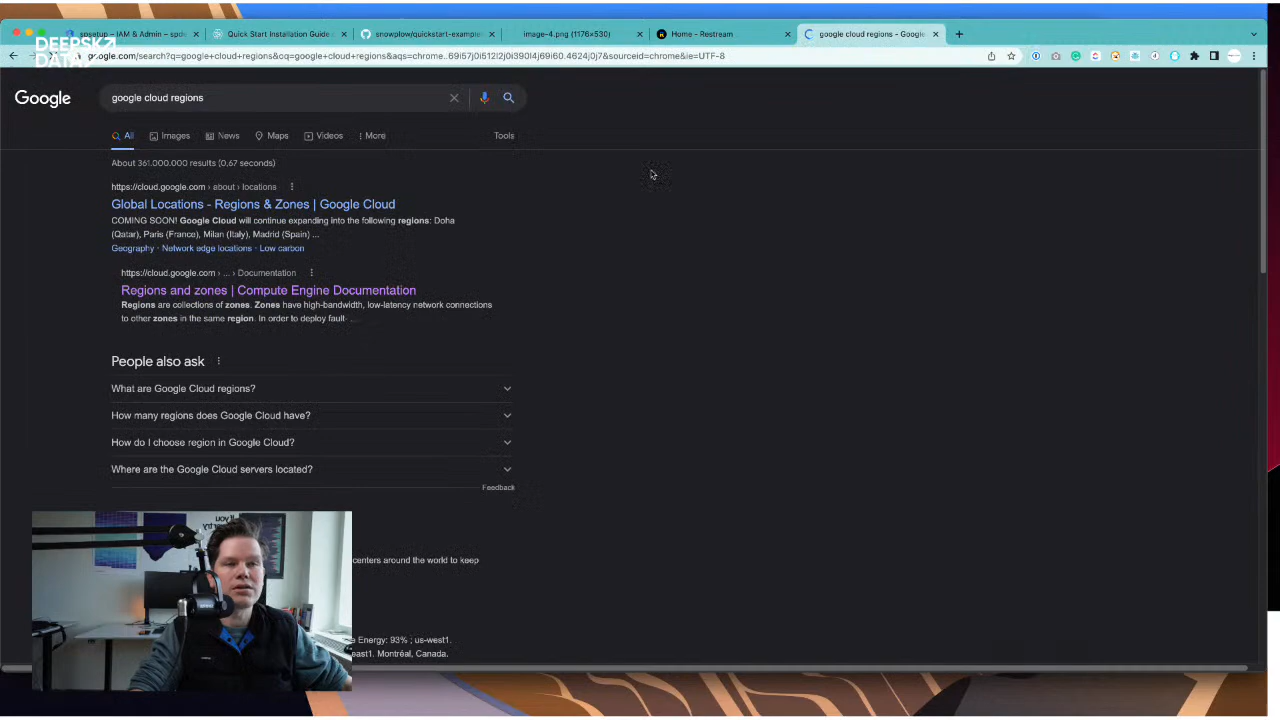 spsetup – IAM & Admin – spde
Quick Start Installation Guide
snowplow/quickstart-example
image-4.png (1176×530)
Home - Restream
google cloud regions - Google
DEEPSKY
DATA
google.com/search?q=google+cloud+regions&oq=google+cloud+regions&aqs=chrome..69i57j0i512l2j0i390l4j69i60.4624j0j7&sourceid=chrome&ie=UTF-8
Google
google cloud regions
All
Images
News
Maps
Videos
More
Tools
About 361.000.000 results (0,67 seconds)
https://cloud.google.com › about › locations
Global Locations - Regions & Zones | Google Cloud
COMING SOON! Google Cloud will continue expanding into the following regions: Doha
(Qatar), Paris (France), Milan (Italy), Madrid (Spain) ...
Geography · Network edge locations · Low carbon
https://cloud.google.com › ... › Documentation
Regions and zones | Compute Engine Documentation
Regions are collections of zones. Zones have high-bandwidth, low-latency network connections
to other zones in the same region. In order to deploy fault- ...
People also ask
What are Google Cloud regions?
How many regions does Google Cloud have?
How do I choose region in Google Cloud?
Where are the Google Cloud servers located?
Feedback
centers around the world to keep
e Energy: 93% ; us-west1.
east1. Montréal, Canada.